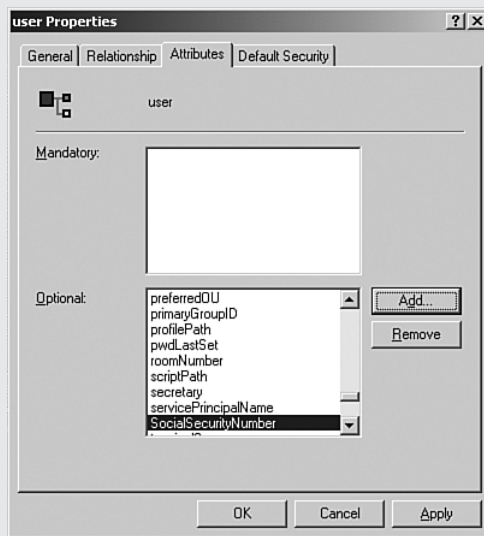 user Properties
General Relationship Attributes Default Security
user
Mandatory:
Optional:
preferredOU
primaryGroupID
profilePath
pwdLastSet
roomNumber
scriptPath
secretary
servicePrincipalName
SocialSecurityNumber
Add...
Remove
OK Cancel Apply